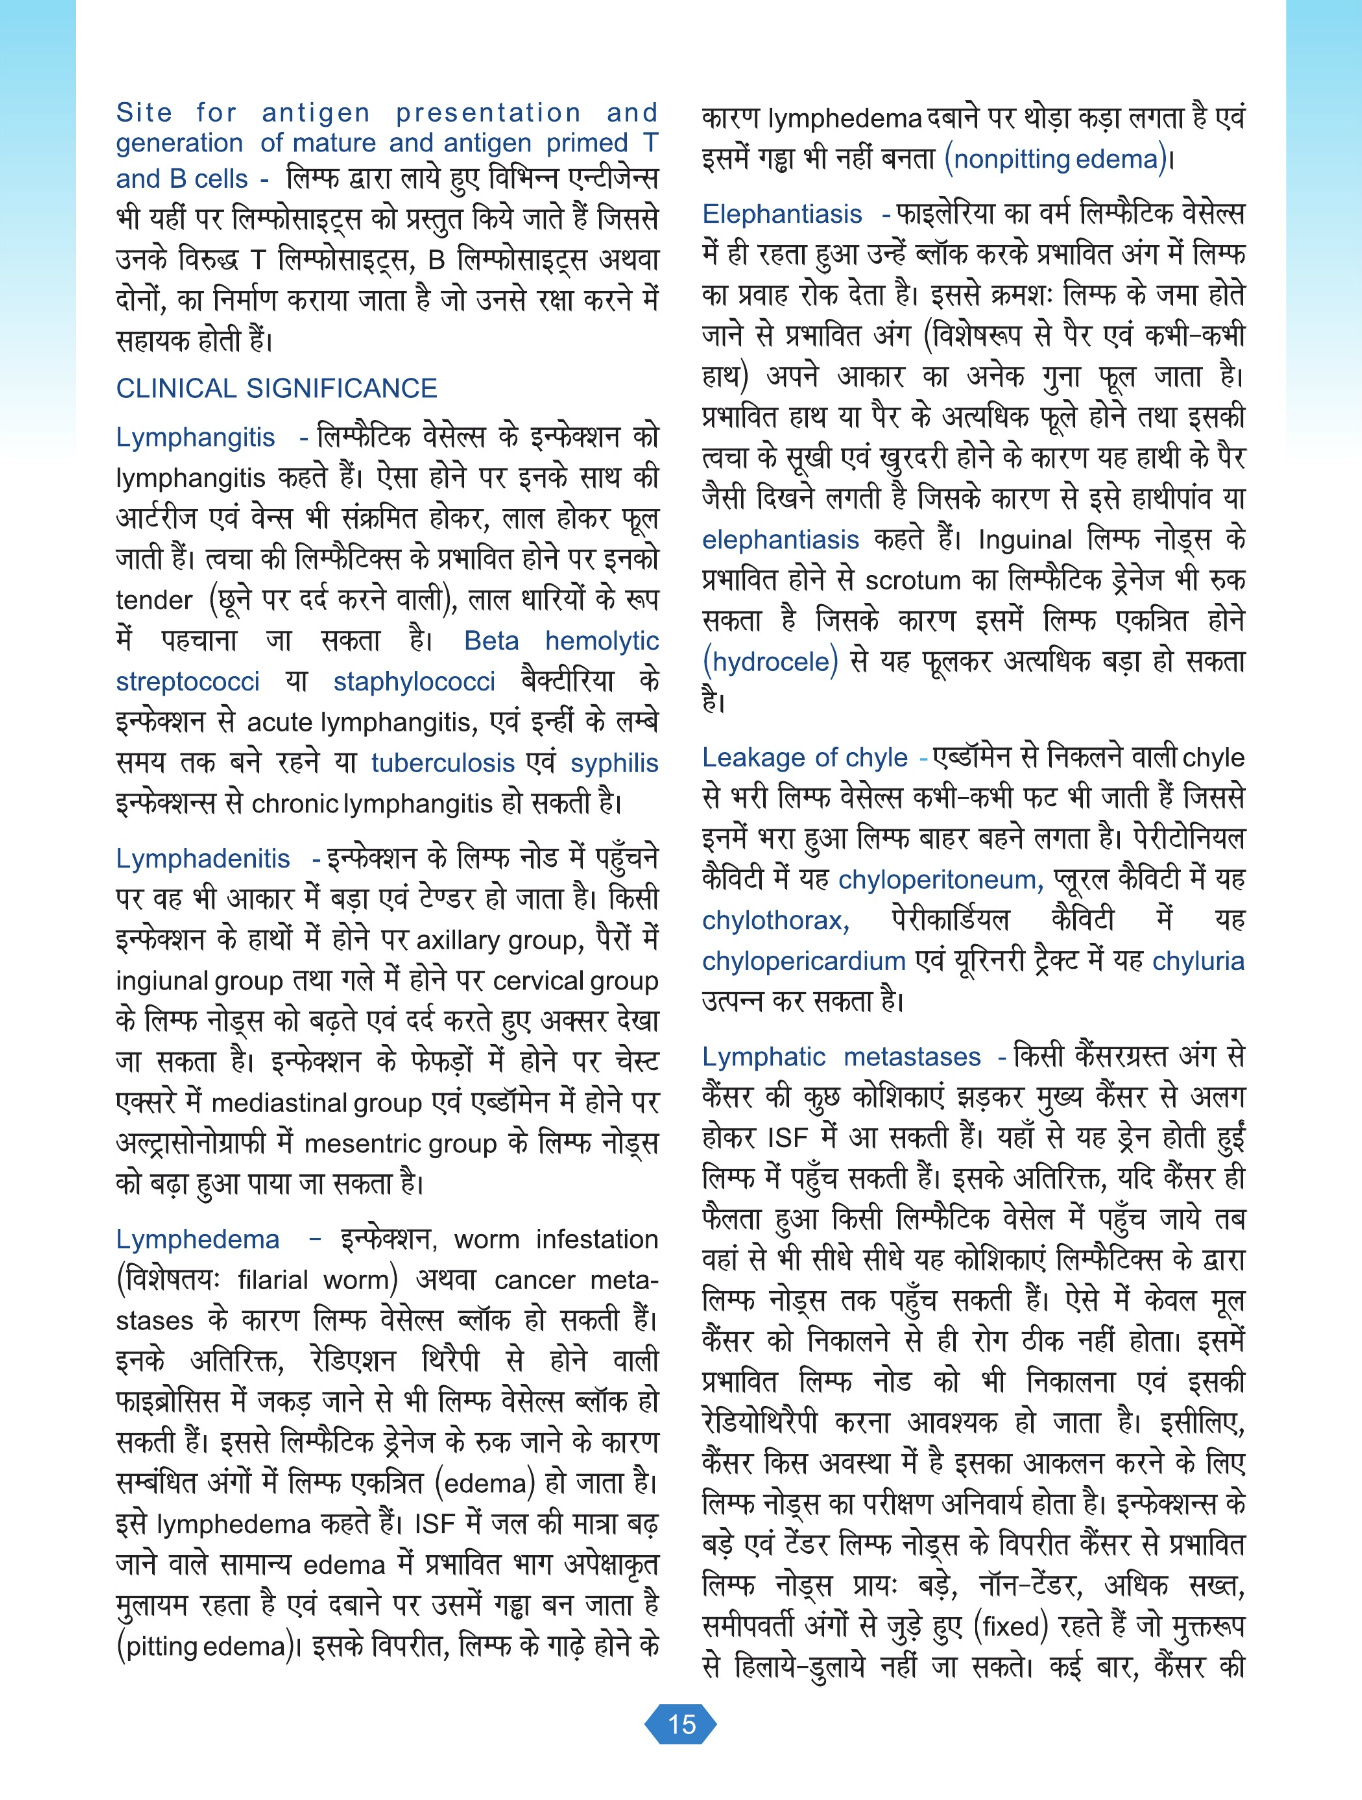 Site for antigen presentation and
generation of mature and antigen primed T
and B cells - लिम्फ द्वारा लाये हुए विभिन्न एन्टीजेन्स
भी यहीं पर लिम्फोसाइट्स को प्रस्तुत किये जाते हैं जिससे
उनके विरुद्ध T लिम्फोसाइट्स, B लिम्फोसाइट्स अथवा
दोनों, का निर्माण कराया जाता है जो उनसे रक्षा करने में
सहायक होती हैं।
CLINICAL SIGNIFICANCE
Lymphangitis - लिम्फैटिक वेसेल्स के इन्फेक्शन को
lymphangitis कहते हैं। ऐसा होने पर इनके साथ की
आर्टरीज एवं वेन्स भी संक्रमित होकर, लाल होकर फूल
जाती हैं। त्वचा की लिम्फैटिक्स के प्रभावित होने पर इनको
tender (छूने पर दर्द करने वाली), लाल धारियों के रूप
में पहचाना जा सकता है। Beta hemolytic
streptococci या staphylococci बैक्टीरिया के
इन्फेक्शन से acute lymphangitis, एवं इन्हीं के लम्बे
समय तक बने रहने या tuberculosis एवं syphilis
इन्फेक्शन्स से chronic lymphangitis हो सकती है।
Lymphadenitis - इन्फेक्शन के लिम्फ नोड में पहुँचने
पर वह भी आकार में बड़ा एवं टेण्डर हो जाता है। किसी
इन्फेक्शन के हाथों में होने पर axillary group, पैरों में
ingiunal group तथा गले में होने पर cervical group
के लिम्फ नोड्स को बढ़ते एवं दर्द करते हुए अक्सर देखा
जा सकता है। इन्फेक्शन के फेफड़ों में होने पर चेस्ट
एक्सरे में mediastinal group एवं एब्डॉमेन में होने पर
अल्ट्रासोनोग्राफी में mesentric group के लिम्फ नोड्स
को बढ़ा हुआ पाया जा सकता है।
Lymphedema – इन्फेक्शन, worm infestation
(विशेषतयः filarial worm) अथवा cancer meta-
stases के कारण लिम्फ वेसेल्स ब्लॉक हो सकती हैं।
इनके अतिरिक्त, रेडिएशन थिरैपी से होने वाली
फाइब्रोसिस में जकड़ जाने से भी लिम्फ वेसेल्स ब्लॉक हो
सकती हैं। इससे लिम्फैटिक ड्रेनेज के रुक जाने के कारण
सम्बंधित अंगों में लिम्फ एकत्रित (edema) हो जाता है।
इसे lymphedema कहते हैं। ISF में जल की मात्रा बढ़
जाने वाले सामान्य edema में प्रभावित भाग अपेक्षाकृत
मुलायम रहता है एवं दबाने पर उसमें गड्ढा बन जाता है
(pitting edema)। इसके विपरीत, लिम्फ के गाढ़े होने के
कारण lymphedema दबाने पर थोड़ा कड़ा लगता है एवं
इसमें गड्ढा भी नहीं बनता (nonpitting edema)।
Elephantiasis - फाइलेरिया का वर्म लिम्फैटिक वेसेल्स
में ही रहता हुआ उन्हें ब्लॉक करके प्रभावित अंग में लिम्फ
का प्रवाह रोक देता है। इससे क्रमशः लिम्फ के जमा होते
जाने से प्रभावित अंग (विशेषरूप से पैर एवं कभी-कभी
हाथ) अपने आकार का अनेक गुना फूल जाता है।
प्रभावित हाथ या पैर के अत्यधिक फूले होने तथा इसकी
त्वचा के सूखी एवं खुरदरी होने के कारण यह हाथी के पैर
जैसी दिखने लगती है जिसके कारण से इसे हाथीपांव या
elephantiasis कहते हैं। Inguinal लिम्फ नोड्स के
प्रभावित होने से scrotum का लिम्फैटिक ड्रेनेज भी रुक
सकता है जिसके कारण इसमें लिम्फ एकत्रित होने
(hydrocele) से यह फूलकर अत्यधिक बड़ा हो सकता
है।
Leakage of chyle - एब्डॉमेन से निकलने वाली chyle
से भरी लिम्फ वेसेल्स कभी-कभी फट भी जाती हैं जिससे
इनमें भरा हुआ लिम्फ बाहर बहने लगता है। पेरीटोनियल
कैविटी में यह chyloperitoneum, प्लूरल कैविटी में यह
chylothorax, पेरीकार्डियल कैविटी में यह
chylopericardium एवं यूरिनरी ट्रैक्ट में यह chyluria
उत्पन्न कर सकता है।
Lymphatic metastases - किसी कैंसरग्रस्त अंग से
कैंसर की कुछ कोशिकाएं झड़कर मुख्य कैंसर से अलग
होकर ISF में आ सकती हैं। यहाँ से यह ड्रेन होती हुईं
लिम्फ में पहुँच सकती हैं। इसके अतिरिक्त, यदि कैंसर ही
फैलता हुआ किसी लिम्फैटिक वेसेल में पहुँच जाये तब
वहां से भी सीधे सीधे यह कोशिकाएं लिम्फैटिक्स के द्वारा
लिम्फ नोड्स तक पहुँच सकती हैं। ऐसे में केवल मूल
कैंसर को निकालने से ही रोग ठीक नहीं होता। इसमें
प्रभावित लिम्फ नोड को भी निकालना एवं इसकी
रेडियोथिरैपी करना आवश्यक हो जाता है। इसीलिए,
कैंसर किस अवस्था में है इसका आकलन करने के लिए
लिम्फ नोड्स का परीक्षण अनिवार्य होता है। इन्फेक्शन्स के
बड़े एवं टेंडर लिम्फ नोड्स के विपरीत कैंसर से प्रभावित
लिम्फ नोड्स प्रायः बड़े, नॉन-टेंडर, अधिक सख्त,
समीपवर्ती अंगों से जुड़े हुए (fixed) रहते हैं जो मुक्तरूप
से हिलाये-डुलाये नहीं जा सकते। कई बार, कैंसर की
15